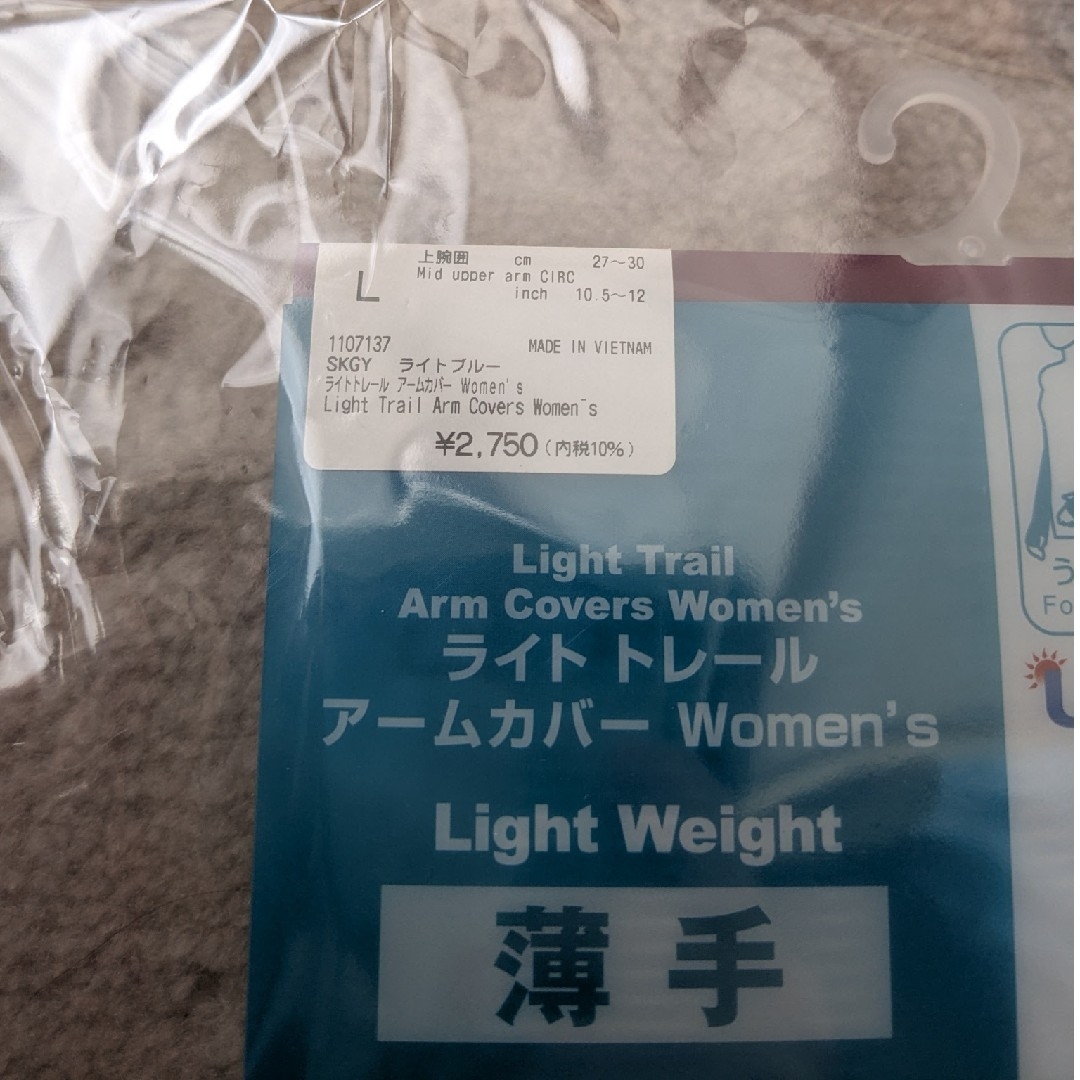 上腕囲 cm 27～30
Mid upper arm CIRC
L
inch 10.5～12
1107137 MADE IN VIETNAM
SKGY ライトブルー
ライトトレール アームカバー Women's
Light Trail Arm Covers Women's
¥2,750(内税10%)
Light Trail
Arm Covers Women's
ライト トレール
アームカバー Women's
Light Weight
薄手
う
Fo
U